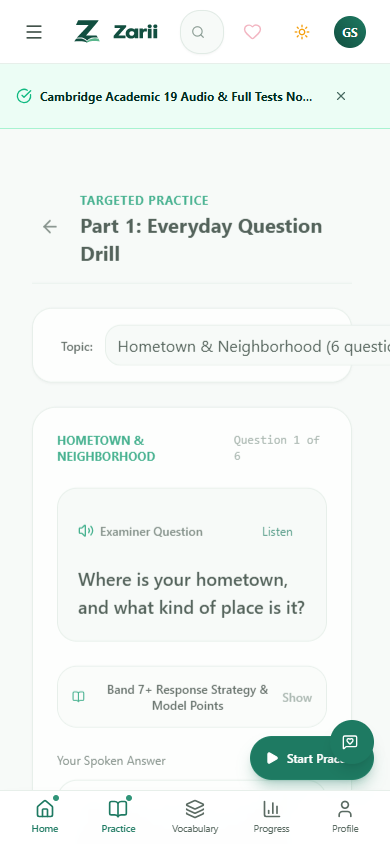 Zarii
GS
Cambridge Academic 19 Audio & Full Tests No...
TARGETED PRACTICE
Part 1: Everyday Question
Drill
Topic:
Hometown & Neighborhood (6 questio
HOMETOWN &
NEIGHBORHOOD
Question 1 of
6
Examiner Question
Listen
Where is your hometown,
and what kind of place is it?
Band 7+ Response Strategy &
Model Points
Show
Your Spoken Answer
Start Prac
Home
Practice
Vocabulary
Progress
Profile